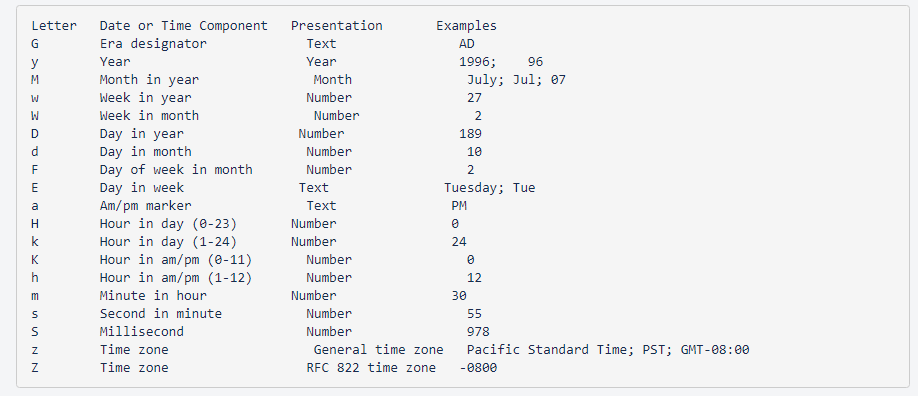 Letter   Date or Time Component   Presentation       Examples
G        Era designator             Text                AD
y        Year                       Year                1996;    96
M        Month in year               Month               July; Jul; 07
w        Week in year               Number               27
W        Week in month               Number               2
D        Day in year               Number               189
d        Day in month               Number               10
F        Day of week in month       Number               2
E        Day in week               Text               Tuesday; Tue
a        Am/pm marker               Text               PM
H        Hour in day (0-23)       Number               0
k        Hour in day (1-24)       Number               24
K        Hour in am/pm (0-11)       Number               0
h        Hour in am/pm (1-12)       Number               12
m        Minute in hour           Number               30
s        Second in minute           Number               55
S        Millisecond                Number               978
z        Time zone                   General time zone   Pacific Standard Time; PST; GMT-08:00
Z        Time zone                  RFC 822 time zone   -0800